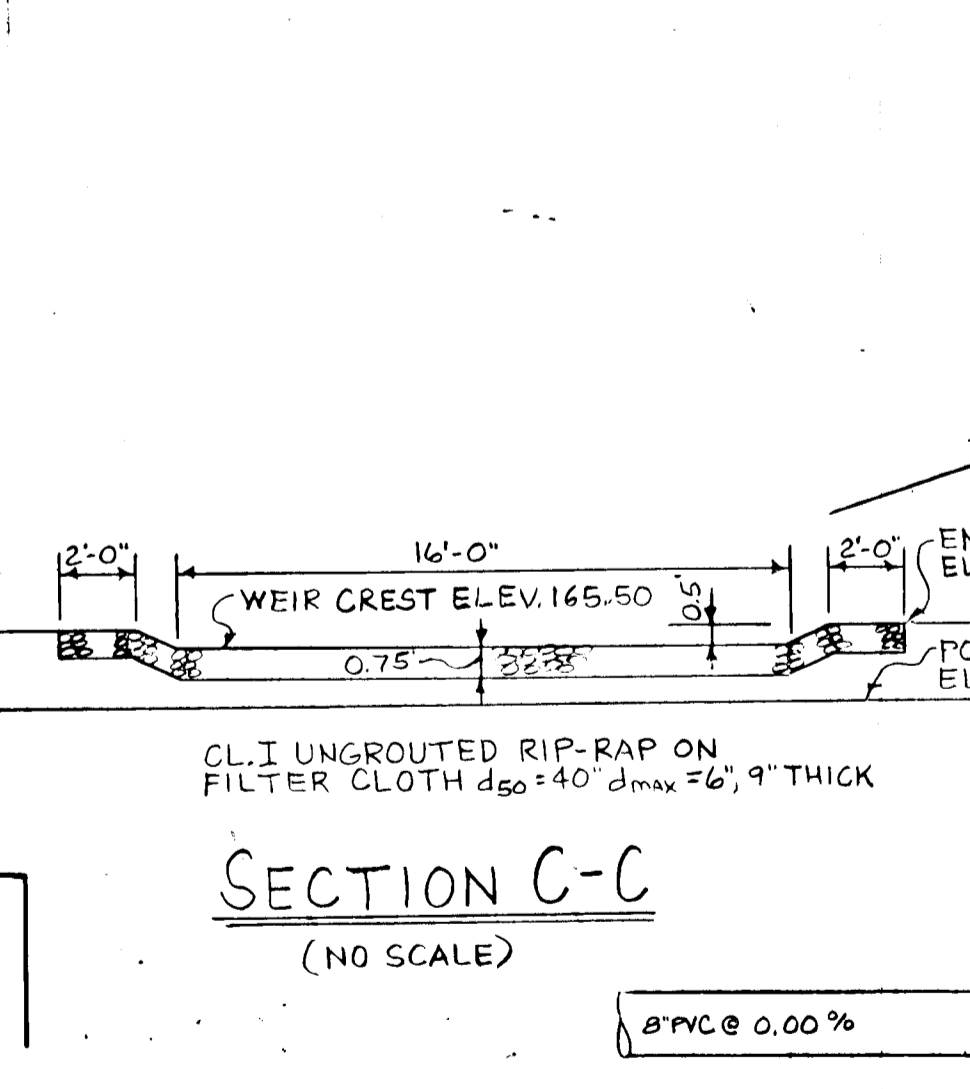 2'-0"
16'-0"
2'-0"
WEIR CREST ELEV. 165.50
0.5'
0.75'
CL.I UNGROUTED RIP-RAP ON
FILTER CLOTH d50=40" dMAX=6", 9" THICK
SECTION C-C
(NO SCALE)
8"PVC @ 0.00 %